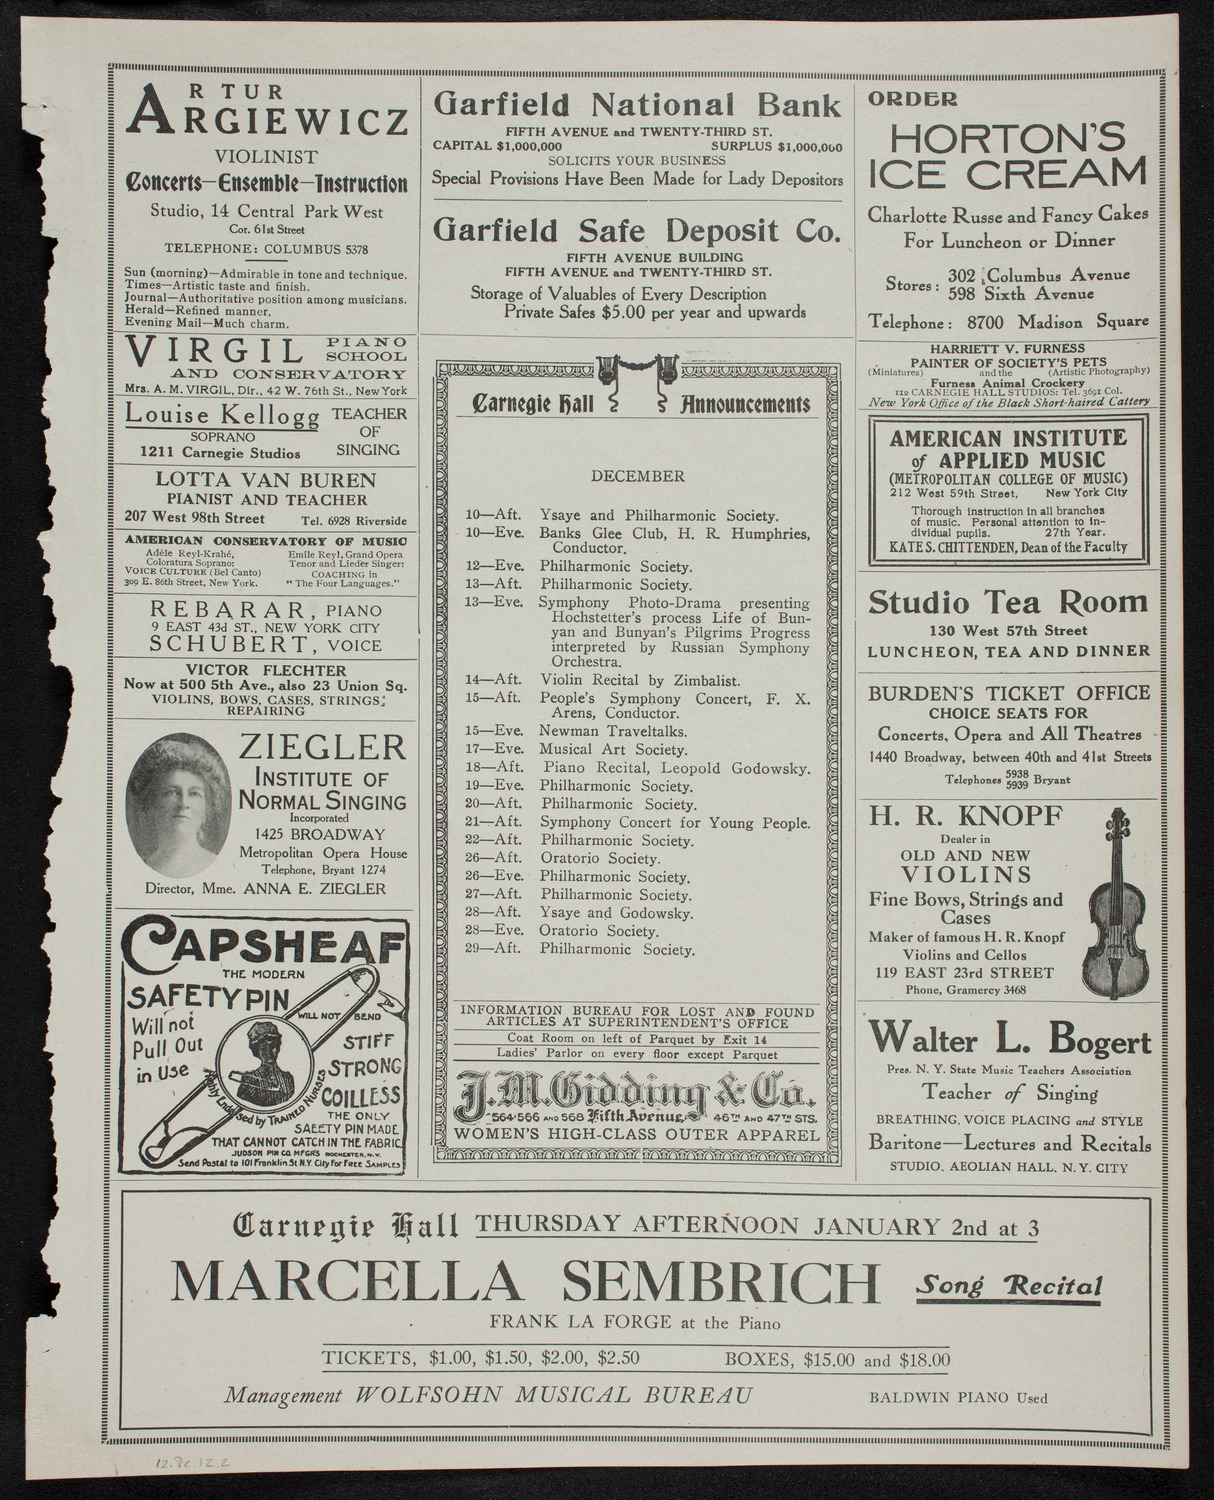 ARTUR
ARGIEWICZ
VIOLINIST
Concerts—Ensemble—Instruction
Studio, 14 Central Park West
Cor. 61st Street
TELEPHONE: COLUMBUS 5378
Sun (morning)—Admirable in tone and technique.
Times—Artistic taste and finish.
Journal—Authoritative position among musicians.
Herald—Refined manner.
Evening Mail—Much charm.
VIRGIL PIANO SCHOOL
AND CONSERVATORY
Mrs. A. M. VIRGIL, Dir., 42 W. 76th St., New York
Louise Kellogg
SOPRANO
1211 Carnegie Studios
TEACHER
OF
SINGING
LOTTA VAN BUREN
PIANIST AND TEACHER
207 West 98th Street Tel. 6928 Riverside
AMERICAN CONSERVATORY OF MUSIC
Adèle Reyl-Krahé,
Coloratura Soprano:
VOICE CULTURE (Bel Canto)
309 E. 86th Street, New York.
Emile Reyl, Grand Opera
Tenor and Lieder Singer:
COACHING in
"The Four Languages."
REBARAR, PIANO
9 EAST 43d ST., NEW YORK CITY
SCHUBERT, VOICE
VICTOR FLECHTER
Now at 500 5th Ave., also 23 Union Sq.
VIOLINS, BOWS, CASES, STRINGS;
REPAIRING
ZIEGLER
INSTITUTE OF
NORMAL SINGING
Incorporated
1425 BROADWAY
Metropolitan Opera House
Telephone, Bryant 1274
Director, Mme. ANNA E. ZIEGLER
CAPSHEAF
THE MODERN
SAFETY PIN
WILL NOT BEND
Will not
Pull Out
in Use
STIFF
STRONG
COILLESS
Highly Endorsed by TRAINED NURSES
THE ONLY
SAFETY PIN MADE
THAT CANNOT CATCH IN THE FABRIC.
JUDSON PIN CO. MFGRS ROCHESTER, N.Y.
Send Postal to 101 Franklin St. N.Y. City For FREE SAMPLES
Garfield National Bank
FIFTH AVENUE and TWENTY-THIRD ST.
CAPITAL $1,000,000 SURPLUS $1,000,000
SOLICITS YOUR BUSINESS
Special Provisions Have Been Made for Lady Depositors
Garfield Safe Deposit Co.
FIFTH AVENUE BUILDING
FIFTH AVENUE and TWENTY-THIRD ST.
Storage of Valuables of Every Description
Private Safes $5.00 per year and upwards
Carnegie Hall Announcements
DECEMBER
10—Aft. Ysaye and Philharmonic Society.
10—Eve. Banks Glee Club, H. R. Humphries,
Conductor.
12—Eve. Philharmonic Society.
13—Aft. Philharmonic Society.
13—Eve. Symphony Photo-Drama presenting
Hochstetter's process Life of Bun-
yan and Bunyan's Pilgrims Progress
interpreted by Russian Symphony
Orchestra.
14—Aft. Violin Recital by Zimbalist.
15—Aft. People's Symphony Concert, F. X.
Arens, Conductor.
15—Eve. Newman Traveltalks.
17—Eve. Musical Art Society.
18—Aft. Piano Recital, Leopold Godowsky.
19—Eve. Philharmonic Society.
20—Aft. Philharmonic Society.
21—Aft. Symphony Concert for Young People.
22—Aft. Philharmonic Society.
26—Aft. Oratorio Society.
26—Eve. Philharmonic Society.
27—Aft. Philharmonic Society.
28—Aft. Ysaye and Godowsky.
28—Eve. Oratorio Society.
29—Aft. Philharmonic Society.
INFORMATION BUREAU FOR LOST AND FOUND
ARTICLES AT SUPERINTENDENT'S OFFICE
Coat Room on left of Parquet by Exit 14
Ladies' Parlor on every floor except Parquet
J. M. Gidding & Co.
564-566 AND 568 Fifth Avenue, 46TH AND 47TH STS.
WOMEN'S HIGH-CLASS OUTER APPAREL
ORDER
HORTON'S
ICE CREAM
Charlotte Russe and Fancy Cakes
For Luncheon or Dinner
Stores: 302 Columbus Avenue
598 Sixth Avenue
Telephone: 8700 Madison Square
HARRIETT V. FURNESS
PAINTER OF SOCIETY'S PETS
(Miniatures) and the (Artistic Photography)
Furness Animal Crockery
112 CARNEGIE HALL STUDIOS: Tel. 3691 Col.
New York Office of the Black Short-haired Cattery
AMERICAN INSTITUTE
of APPLIED MUSIC
(METROPOLITAN COLLEGE OF MUSIC)
212 West 59th Street, New York City
Thorough instruction in all branches
of music. Personal attention to in-
dividual pupils. 27th Year.
KATE S. CHITTENDEN, Dean of the Faculty
Studio Tea Room
130 West 57th Street
LUNCHEON, TEA AND DINNER
BURDEN'S TICKET OFFICE
CHOICE SEATS FOR
Concerts, Opera and All Theatres
1440 Broadway, between 40th and 41st Streets
Telephones 5938 5939 Bryant
H. R. KNOPF
Dealer in
OLD AND NEW
VIOLINS
Fine Bows, Strings and
Cases
Maker of famous H. R. Knopf
Violins and Cellos
119 EAST 23rd STREET
Phone, Gramercy 3468
Walter L. Bogert
Pres. N. Y. State Music Teachers Association
Teacher of Singing
BREATHING, VOICE PLACING and STYLE
Baritone—Lectures and Recitals
STUDIO, AEOLIAN HALL, N. Y. CITY
Carnegie Hall THURSDAY AFTERNOON JANUARY 2nd at 3
MARCELLA SEMBRICH Song Recital
FRANK LA FORGE at the Piano
TICKETS, $1.00, $1.50, $2.00, $2.50 BOXES, $15.00 and $18.00
Management WOLFSOHN MUSICAL BUREAU BALDWIN PIANO Used